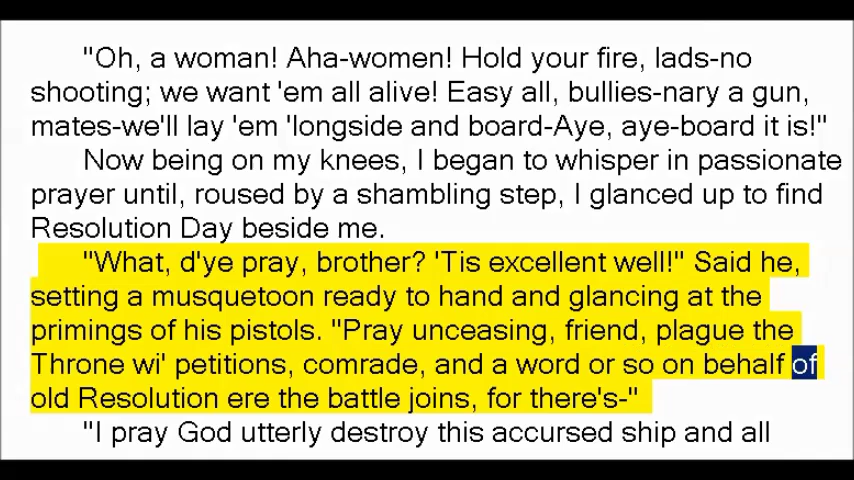 "Oh, a woman! Aha-women! Hold your fire, lads-no
shooting; we want 'em all alive! Easy all, bullies-nary a gun,
mates-we'll lay 'em 'longside and board-Aye, aye-board it is!"
Now being on my knees, I began to whisper in passionate
prayer until, roused by a shambling step, I glanced up to find
Resolution Day beside me.
"What, d'ye pray, brother? 'Tis excellent well!" Said he,
setting a musquetoon ready to hand and glancing at the
primings of his pistols. "Pray unceasing, friend, plague the
Throne wi' petitions, comrade, and a word or so on behalf of
old Resolution ere the battle joins, for there's-"
"I pray God utterly destroy this accursed ship and all